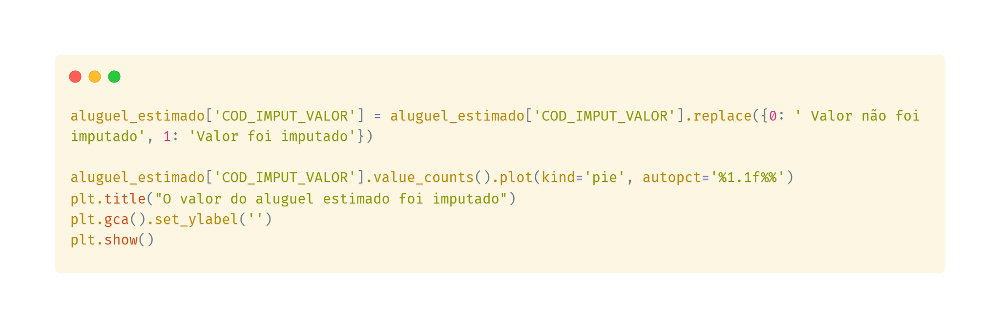 aluguel_estimado['COD_IMPUT_VALOR'] = aluguel_estimado['COD_IMPUT_VALOR'].replace({0: ' Valor não foi
imputado', 1: 'Valor foi imputado'})
aluguel_estimado['COD_IMPUT_VALOR'].value_counts().plot(kind='pie', autopct='%1.1f%%')
plt.title("O valor do aluguel estimado foi imputado")
plt.gca().set_ylabel('')
plt.show()